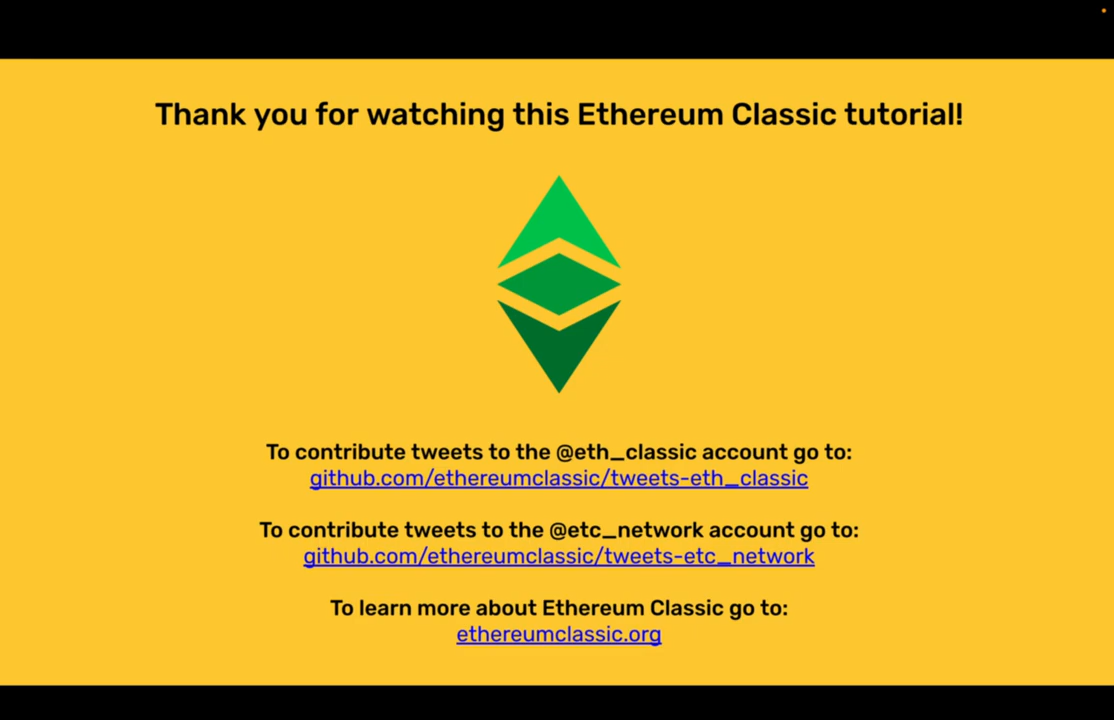 Thank you for watching this Ethereum Classic tutorial!
To contribute tweets to the @eth_classic account go to:
github.com/ethereumclassic/tweets-eth_classic
To contribute tweets to the @etc_network account go to:
github.com/ethereumclassic/tweets-etc_network
To learn more about Ethereum Classic go to:
ethereumclassic.org